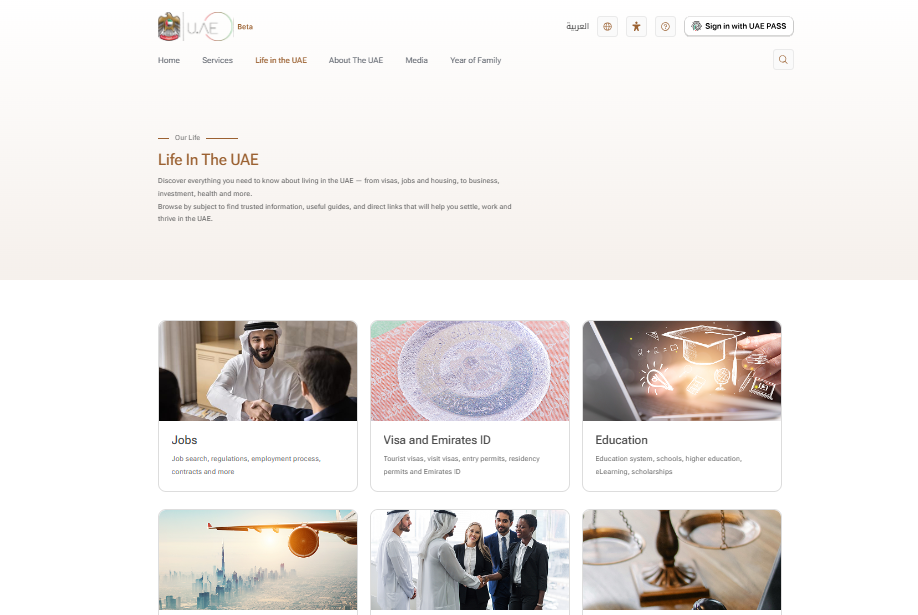 UAE
Beta
العربية
Sign in with UAE PASS
Home
Services
Life in the UAE
About The UAE
Media
Year of Family
Our Life
Life In The UAE
Discover everything you need to know about living in the UAE — from visas, jobs and housing, to business,
investment, health and more.
Browse by subject to find trusted information, useful guides, and direct links that will help you settle, work and
thrive in the UAE.
Jobs
Job search, regulations, employment process,
contracts and more
Visa and Emirates ID
Tourist visas, visit visas, entry permits, residency
permits and Emirates ID
Education
Education system, schools, higher education,
eLearning, scholarships